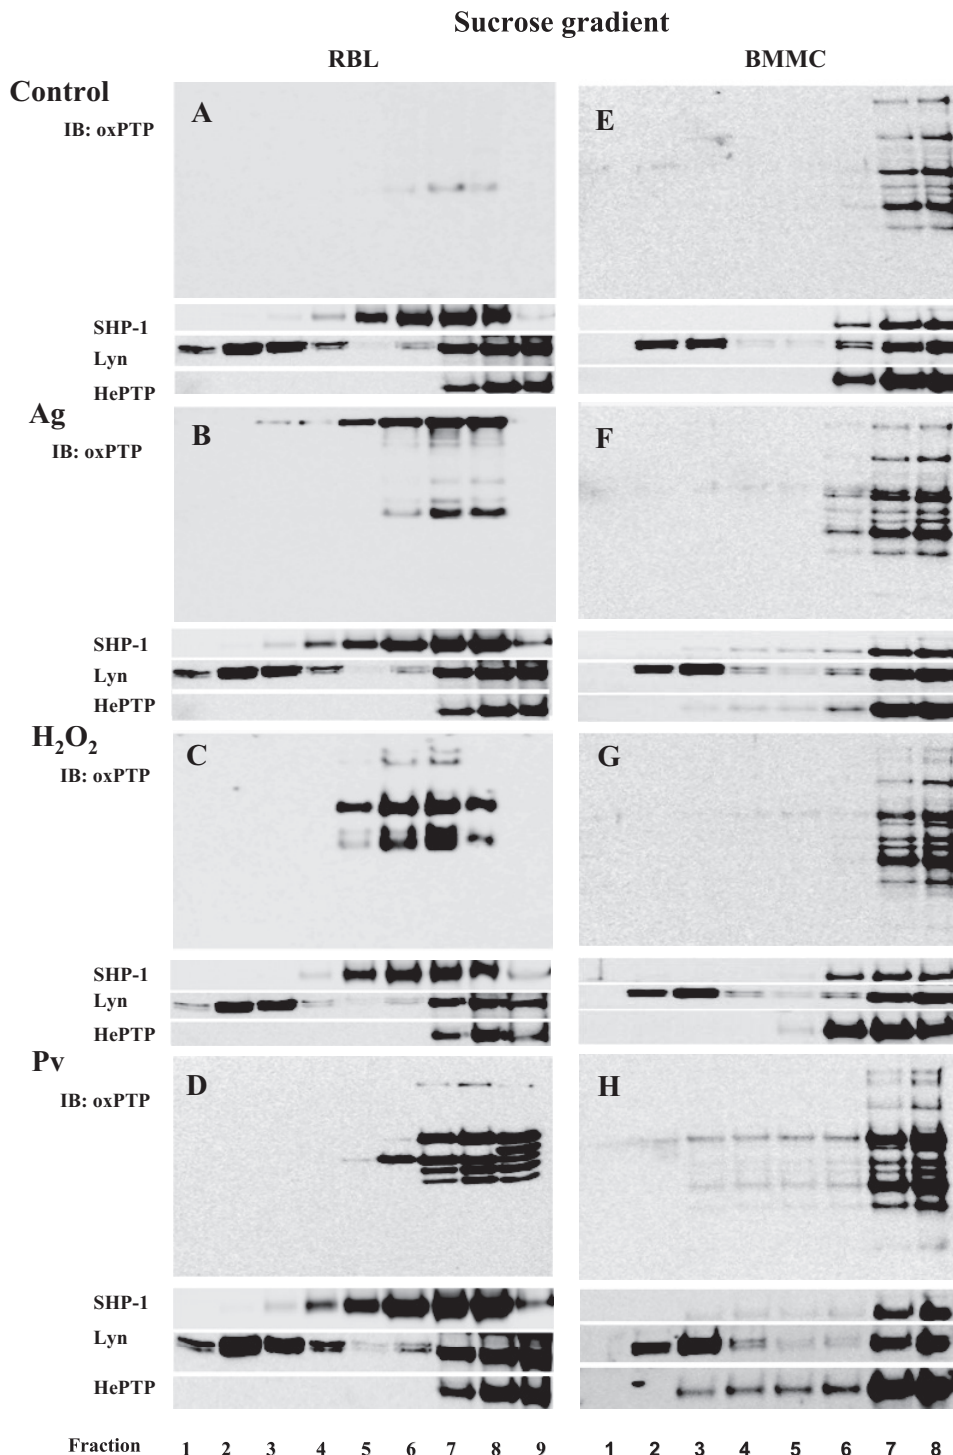 Sucrose gradient
RBL BMMC
Control
IB: oxPTP
A E
SHP-1
Lyn
HePTP
Ag
IB: oxPTP
B F
SHP-1
Lyn
HePTP
H2O2
IB: oxPTP
C G
SHP-1
Lyn
HePTP
Pv
IB: oxPTP
D H
SHP-1
Lyn
HePTP
Fraction 1 2 3 4 5 6 7 8 9 1 2 3 4 5 6 7 8